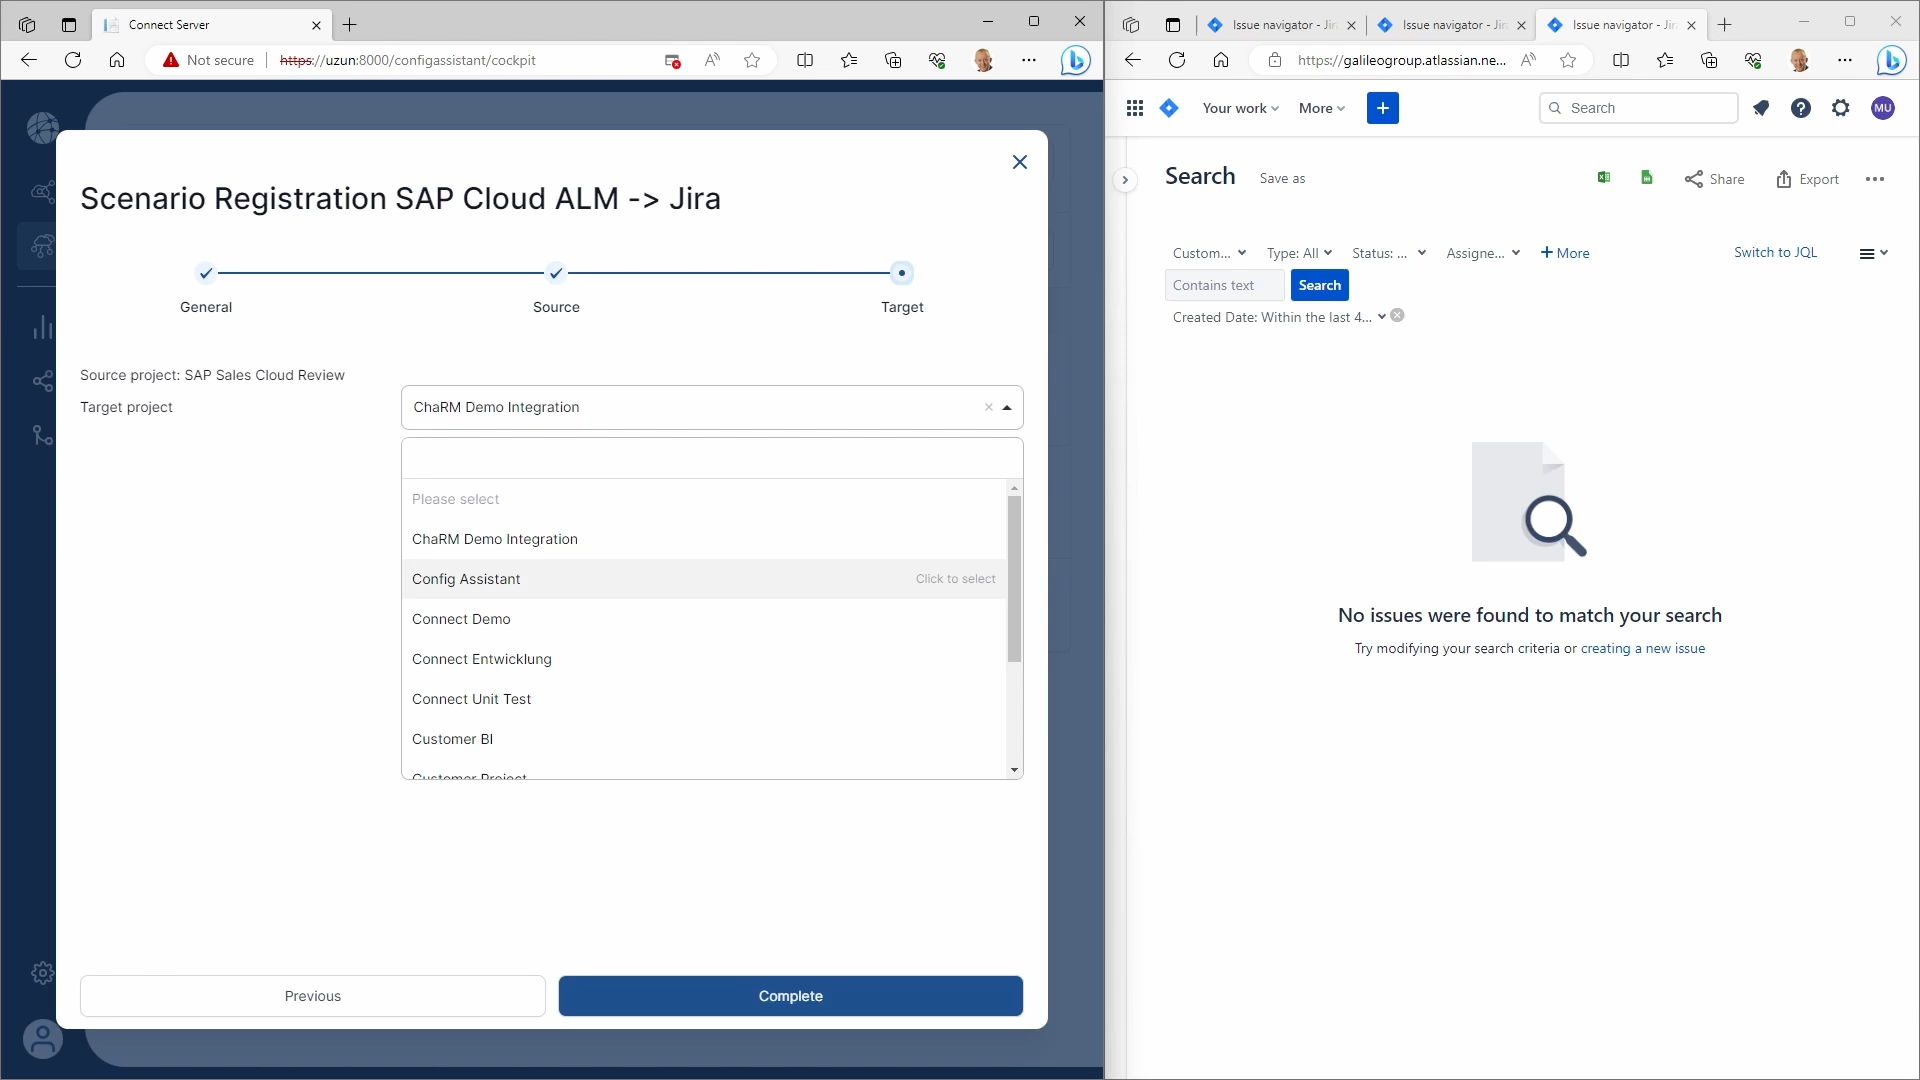 Connect Server
Not secure
https://uzun:8000/configassistant/cockpit
Scenario Registration SAP Cloud ALM -> Jira
General
Source
Target
Source project: SAP Sales Cloud Review
Target project
ChaRM Demo Integration
Please select
ChaRM Demo Integration
Config Assistant
Click to select
Connect Demo
Connect Entwicklung
Connect Unit Test
Customer BI
Customer Project
Previous
Complete
Issue navigator - Jir
Issue navigator - Jir
Issue navigator - Jir
https://galileogroup.atlassian.ne...
Your work
More
Search
MU
Search
Save as
Share
Export
Custom...
Type: All
Status: ...
Assigne...
More
Switch to JQL
Contains text
Search
Created Date: Within the last 4...
No issues were found to match your search
Try modifying your search criteria or creating a new issue